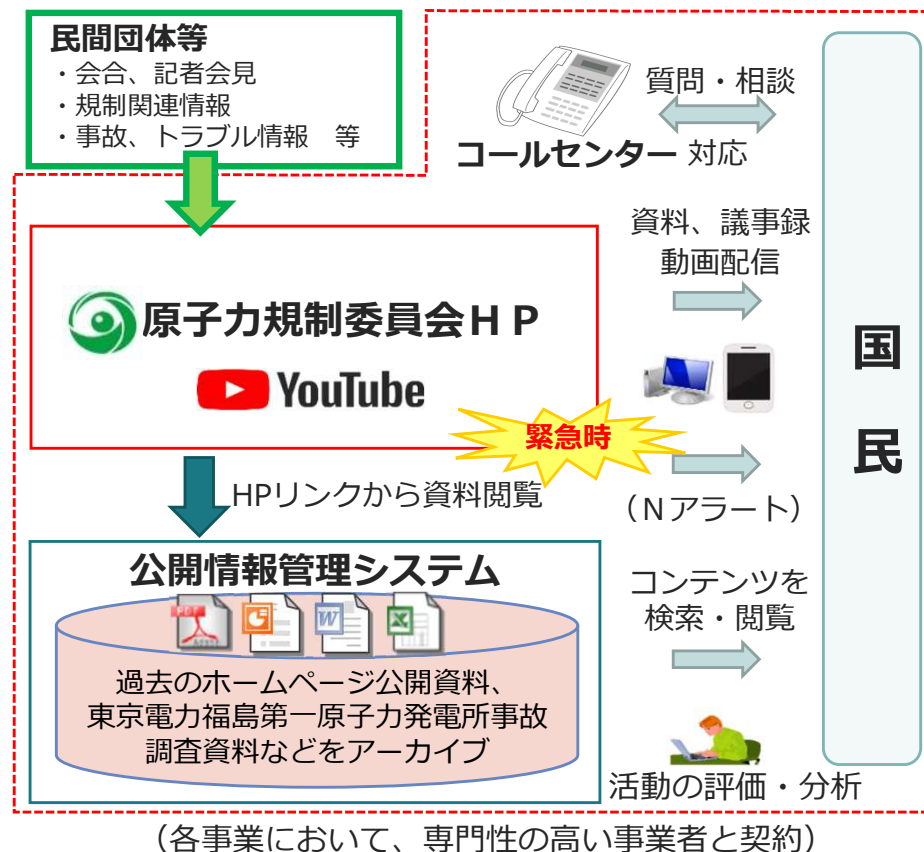 民間団体等
・会合、記者会見
・規制関連情報
・事故、トラブル情報　等
質問・相談
コールセンター 対応
資料、議事録
動画配信
原子力規制委員会ＨＰ
YouTube
緊急時
国
民
HPリンクから資料閲覧
（Ｎアラート）
公開情報管理システム
PDF
コンテンツを
検索・閲覧
過去のホームページ公開資料、
東京電力福島第一原子力発電所事故
調査資料などをアーカイブ
活動の評価・分析
（各事業において、専門性の高い事業者と契約）